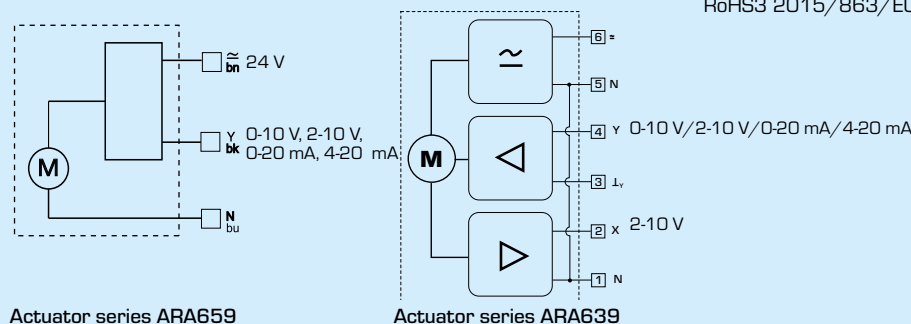 RoHS3 2015/863/EU
≂ 24 V
bn
Y 0-10 V, 2-10 V,
bk 0-20 mA, 4-20 mA
M
N
bu
Actuator series ARA659
6 ≂
5 N
4 Y 0-10 V/2-10 V/0-20 mA/4-20 mA
M
3 ⊥Y
2 X 2-10 V
1 N
Actuator series ARA639